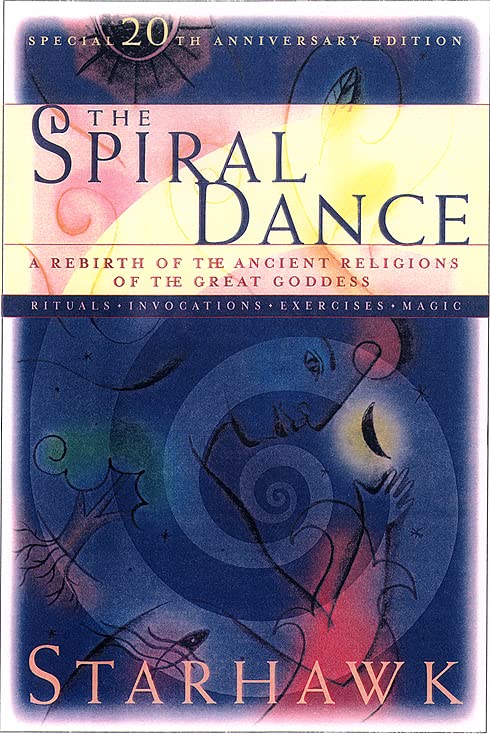 SPECIAL 20TH ANNIVERSARY EDITION
THE
SPIRAL
DANCE
A REBIRTH OF THE ANCIENT RELIGIONS
OF THE GREAT GODDESS
RITUALS • INVOCATIONS • EXERCISES • MAGIC
STARHAWK